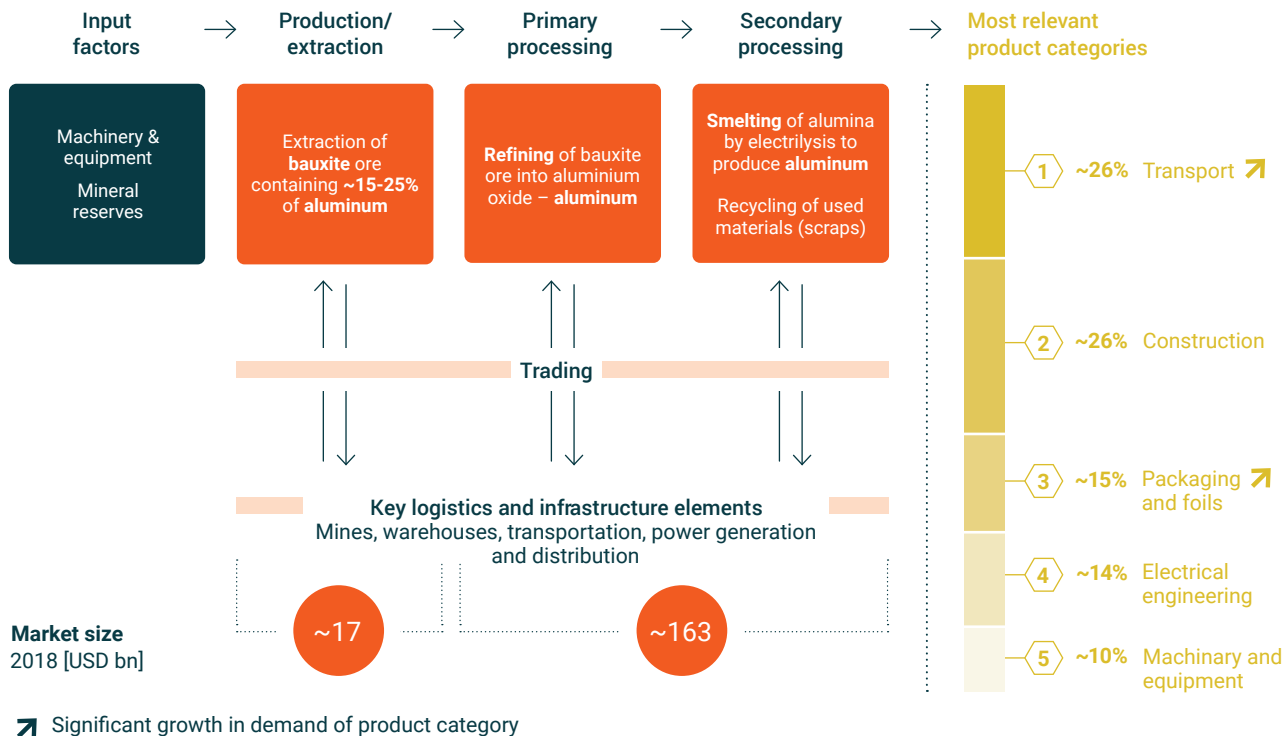 Input
factors
Production/
extraction
Primary
processing
Secondary
processing
Most relevant
product categories
Machinery &
equipment
Mineral
reserves
Extraction of
bauxite ore
containing ~15-25%
of aluminum
Refining of bauxite
ore into aluminium
oxide – aluminum
Smelting of alumina
by electrilysis to
produce aluminum
Recycling of used
materials (scraps)
1 ~26% Transport
2 ~26% Construction
3 ~15% Packaging
and foils
4 ~14% Electrical
engineering
5 ~10% Machinary and
equipment
Trading
Key logistics and infrastructure elements
Mines, warehouses, transportation, power generation
and distribution
Market size
2018 [USD bn]
~17
~163
Significant growth in demand of product category